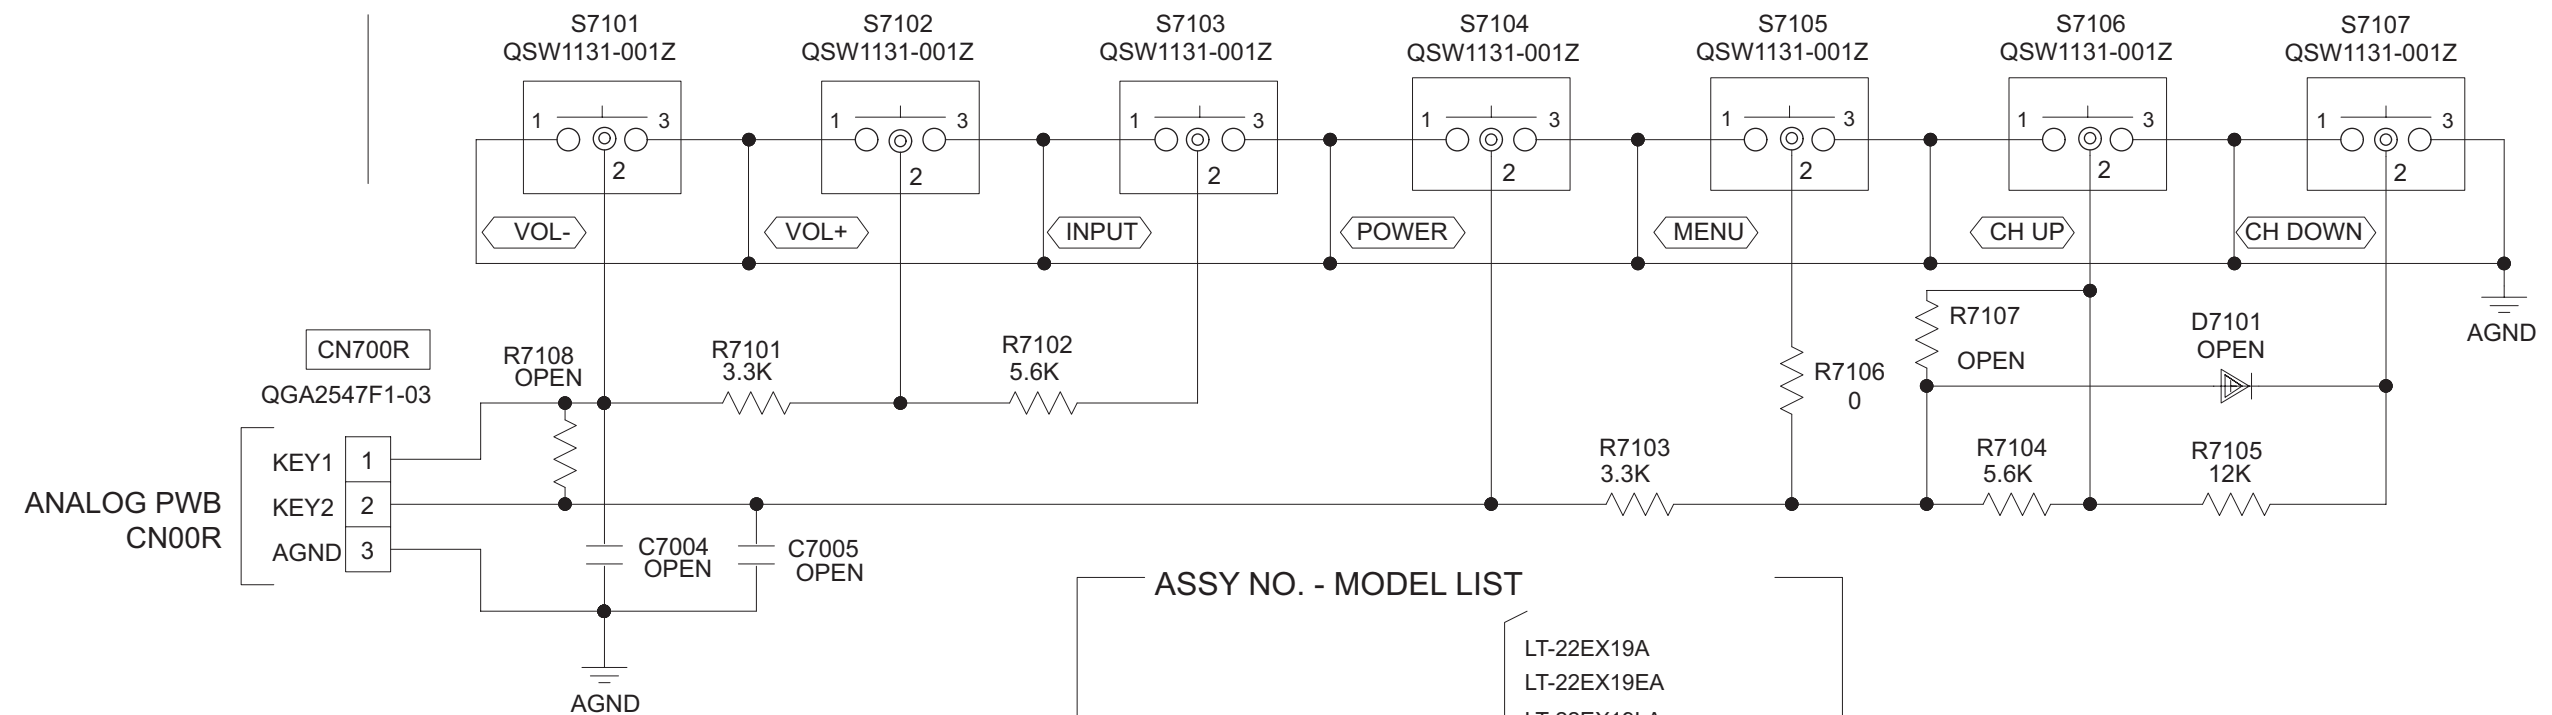 S7101
QSW1131-001Z
S7102
QSW1131-001Z
S7103
QSW1131-001Z
S7104
QSW1131-001Z
S7105
QSW1131-001Z
S7106
QSW1131-001Z
S7107
QSW1131-001Z
1 3
2
1 3
2
1 3
2
1 3
2
1 3
2
1 3
2
1 3
2
VOL-
VOL+
INPUT
POWER
MENU
CH UP
CH DOWN
AGND
CN700R
QGA2547F1-03
R7108
OPEN
R7101
3.3K
R7102
5.6K
R7106
0
R7107
OPEN
D7101
OPEN
R7103
3.3K
R7104
5.6K
R7105
12K
ANALOG PWB
CN00R
KEY1 1
KEY2 2
AGND 3
C7004
OPEN
C7005
OPEN
AGND
ASSY NO. - MODEL LIST
LT-22EX19A
LT-22EX19EA